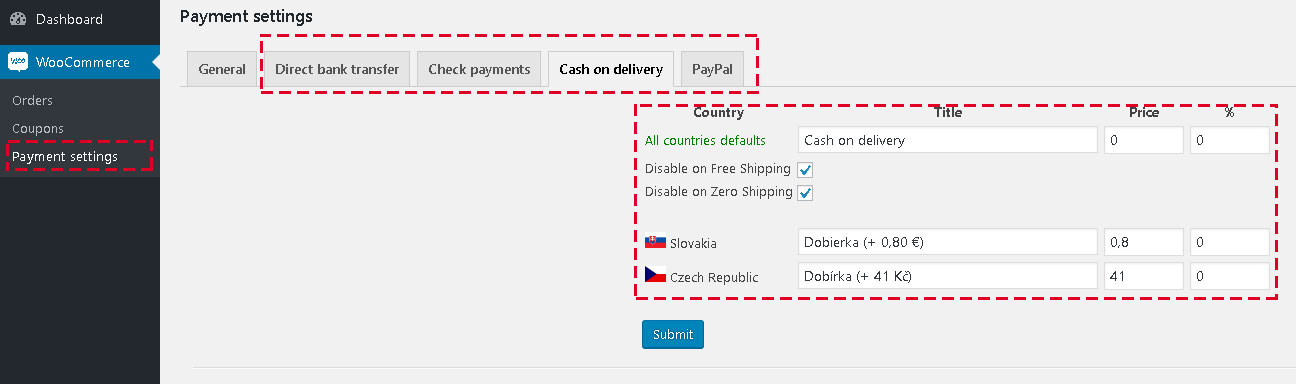 Dashboard
Woo WooCommerce
Orders
Coupons
Payment settings
Payment settings
General Direct bank transfer Check payments Cash on delivery PayPal
Country Title Price %
All countries defaults Cash on delivery 0 0
Disable on Free Shipping
Disable on Zero Shipping
Slovakia Dobierka (+ 0,80 €) 0,8 0
Czech Republic Dobírka (+ 41 Kč) 41 0
Submit